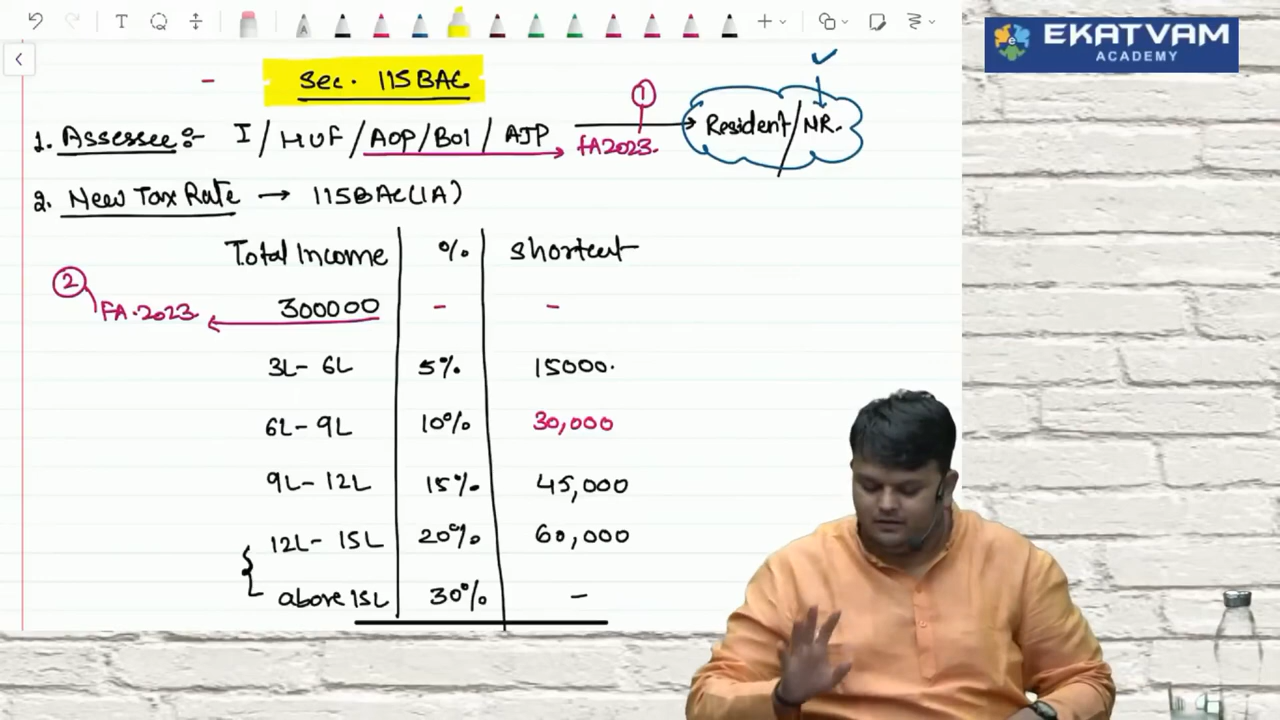 EKATVAM
ACADEMY
- Sec. 115BAC
1. Assessee :- I / HUF / AOP/BOI / AJP FA2023. ① Resident/NR.
2. New Tax Rate → 115BAC(1A)
Total Income % Shortcut
② FA.2023 300000 - -
3L- 6L 5% 15000.
6L- 9L 10% 30,000
9L- 12L 15% 45,000
12L- 15L 20% 60,000
above 15L 30% -